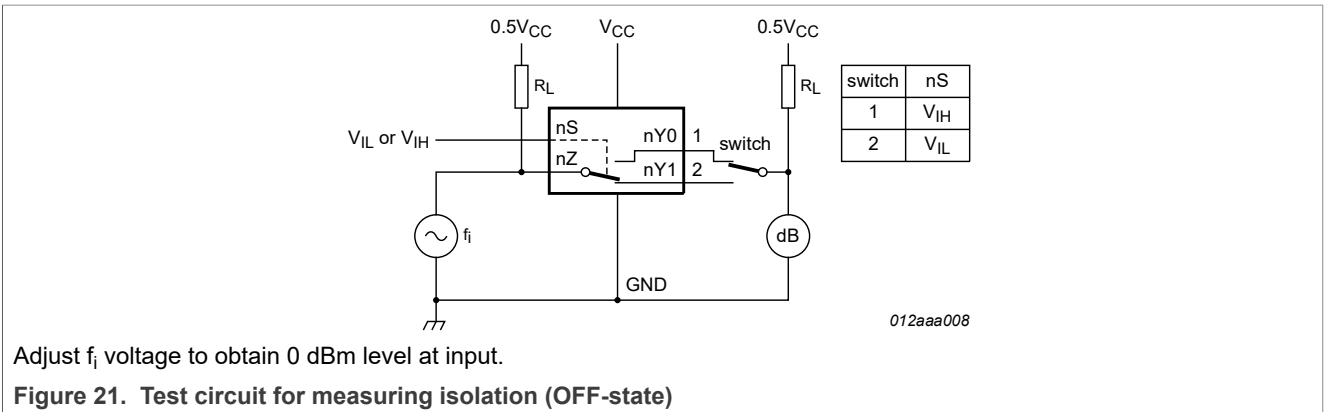 0.5VCC VCC 0.5VCC
RL RL
switch nS
1 VIH
2 VIL
VIL or VIH
nS nY0 1 switch
nZ nY1 2
fi dB
GND
012aaa008
Adjust fi voltage to obtain 0 dBm level at input.
Figure 21. Test circuit for measuring isolation (OFF-state)